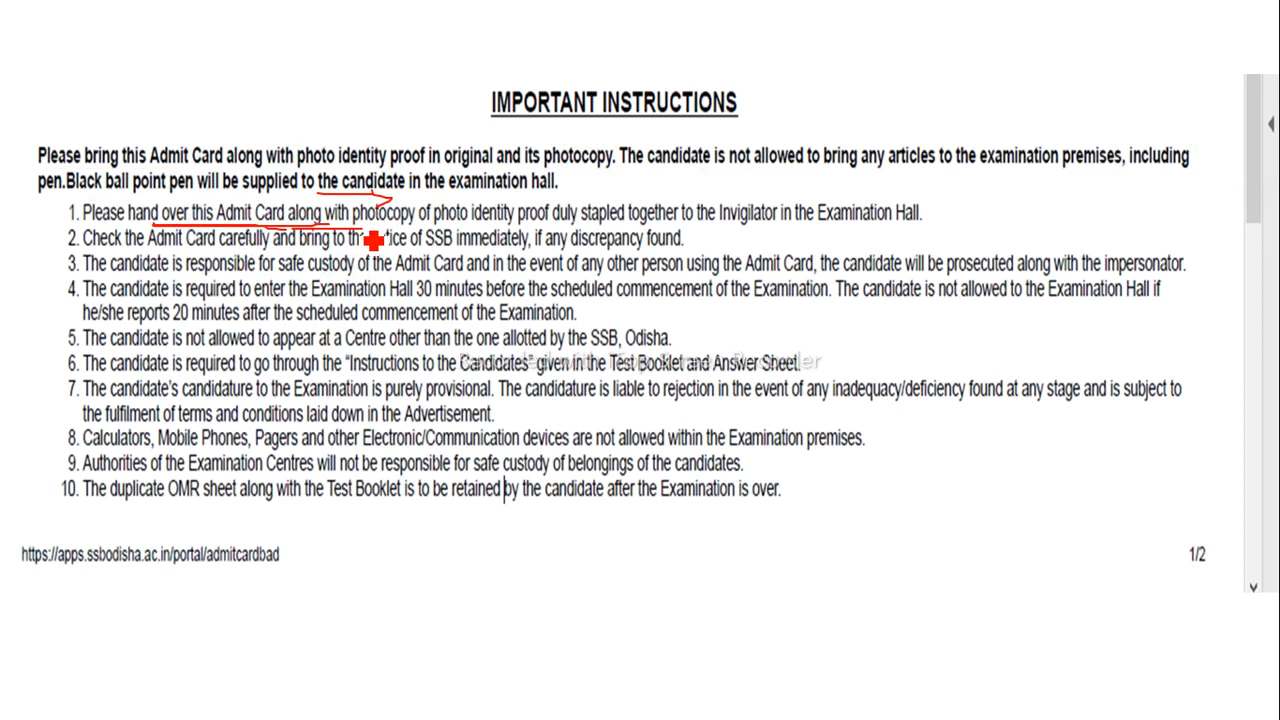 IMPORTANT INSTRUCTIONS
Please bring this Admit Card along with photo identity proof in original and its photocopy. The candidate is not allowed to bring any articles to the examination premises, including
pen.Black ball point pen will be supplied to the candidate in the examination hall.
1. Please hand over this Admit Card along with photocopy of photo identity proof duly stapled together to the Invigilator in the Examination Hall.
2. Check the Admit Card carefully and bring to the notice of SSB immediately, if any discrepancy found.
3. The candidate is responsible for safe custody of the Admit Card and in the event of any other person using the Admit Card, the candidate will be prosecuted along with the impersonator.
4. The candidate is required to enter the Examination Hall 30 minutes before the scheduled commencement of the Examination. The candidate is not allowed to the Examination Hall if
he/she reports 20 minutes after the scheduled commencement of the Examination.
5. The candidate is not allowed to appear at a Centre other than the one allotted by the SSB, Odisha.
6. The candidate is required to go through the “Instructions to the Candidates” given in the Test Booklet and Answer Sheet.
7. The candidate's candidature to the Examination is purely provisional. The candidature is liable to rejection in the event of any inadequacy/deficiency found at any stage and is subject to
the fulfilment of terms and conditions laid down in the Advertisement.
8. Calculators, Mobile Phones, Pagers and other Electronic/Communication devices are not allowed within the Examination premises.
9. Authorities of the Examination Centres will not be responsible for safe custody of belongings of the candidates.
10. The duplicate OMR sheet along with the Test Booklet is to be retained by the candidate after the Examination is over.
https://apps.ssbodisha.ac.in/portal/admitcardbad 1/2